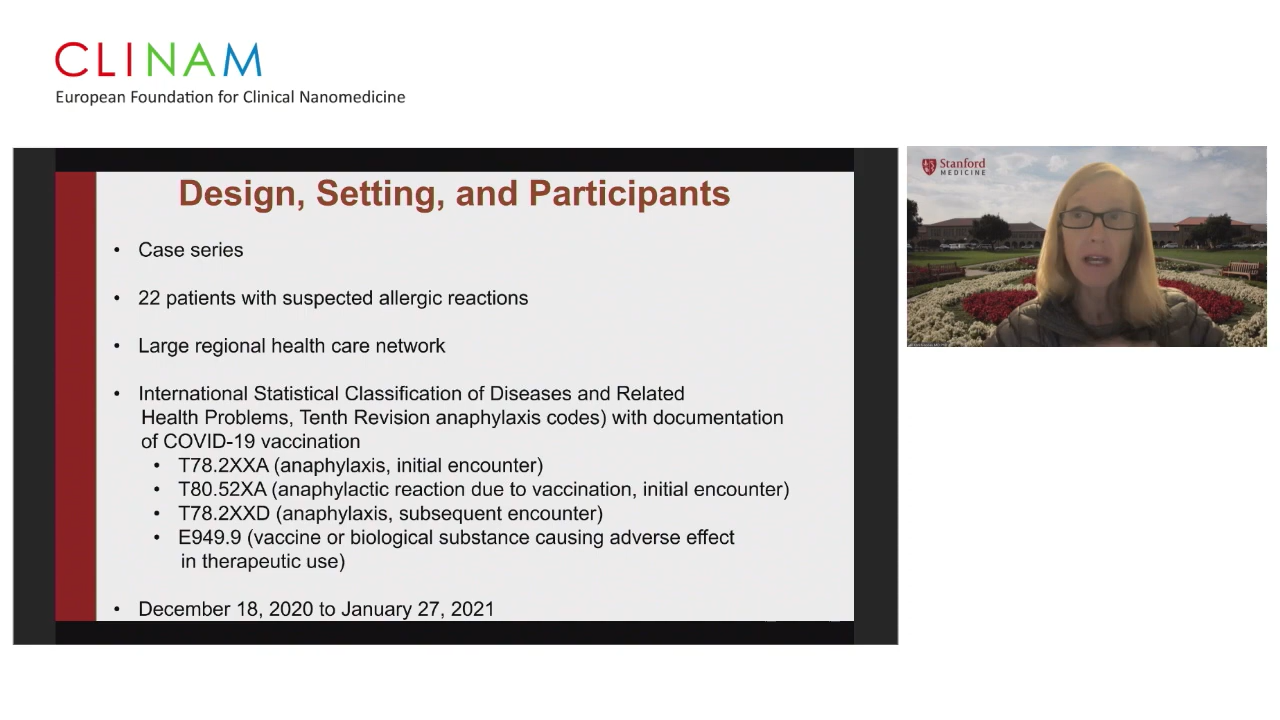 CLINAM
European Foundation for Clinical Nanomedicine
Design, Setting, and Participants
• Case series
• 22 patients with suspected allergic reactions
• Large regional health care network
• International Statistical Classification of Diseases and Related
Health Problems, Tenth Revision anaphylaxis codes) with documentation
of COVID-19 vaccination
• T78.2XXA (anaphylaxis, initial encounter)
• T80.52XA (anaphylactic reaction due to vaccination, initial encounter)
• T78.2XXD (anaphylaxis, subsequent encounter)
• E949.9 (vaccine or biological substance causing adverse effect
in therapeutic use)
• December 18, 2020 to January 27, 2021
Stanford
MEDICINE